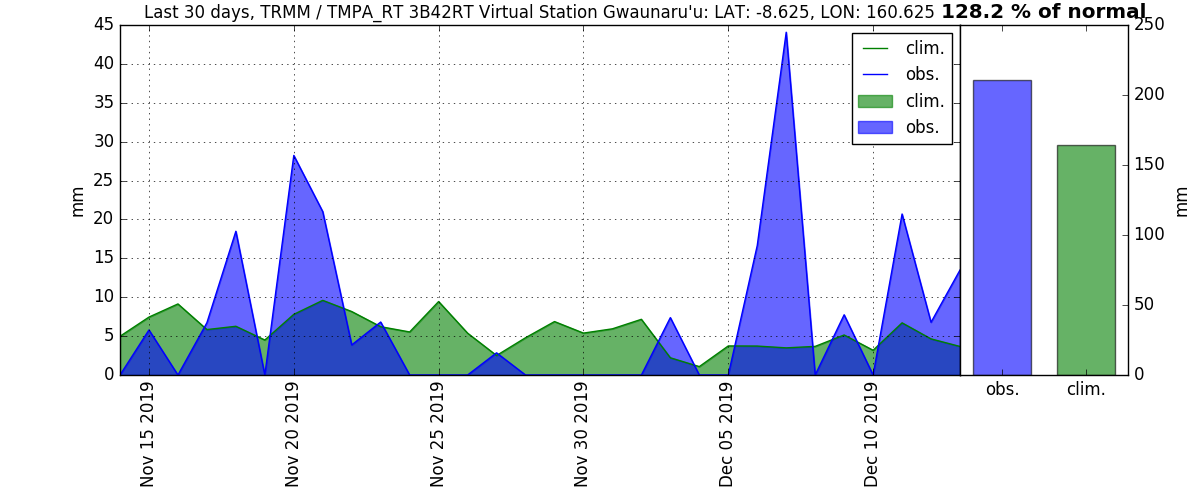 Last 30 days, TRMM / TMPA_RT 3B42RT Virtual Station Gwaunaru'u: LAT: -8.625, LON: 160.625 128.2 % of normal
45
40
35
30
25
20
15
10
5
0
mm
clim.
obs.
clim.
obs.
250
200
150
100
50
0
mm
Nov 15 2019
Nov 20 2019
Nov 25 2019
Nov 30 2019
Dec 05 2019
Dec 10 2019
obs.
clim.